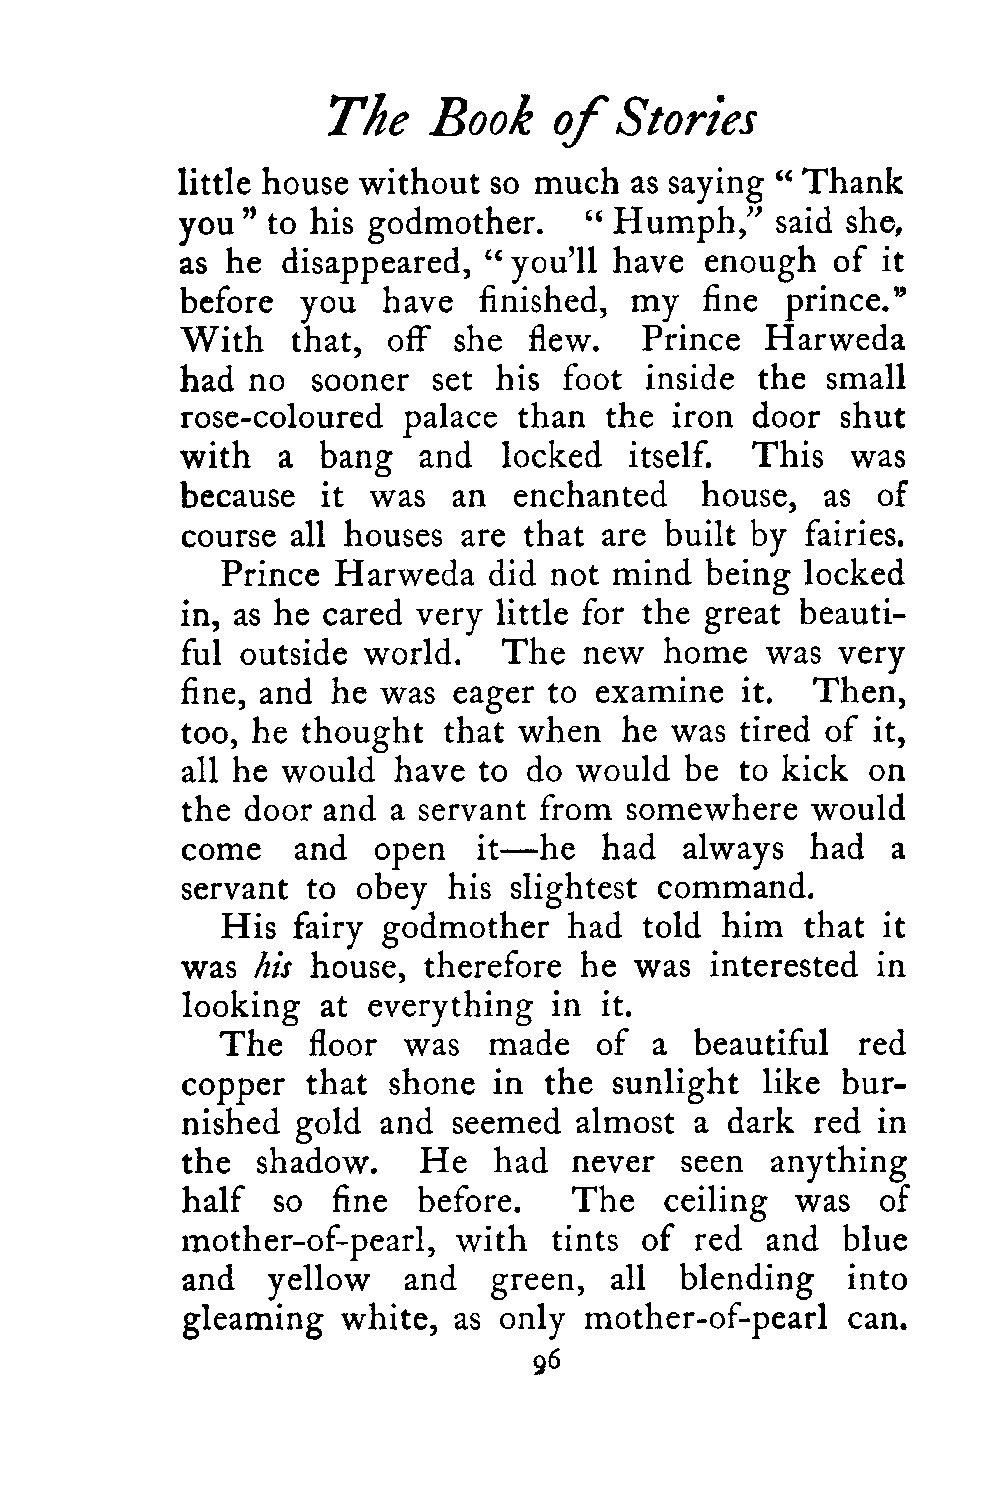 The Book of Stories
little house without so much as saying “ Thank
you ” to his godmother. “ Humph,” said she,
as he disappeared, “ you’ll have enough of it
before you have finished, my fine prince.”
With that, off she flew. Prince Harweda
had no sooner set his foot inside the small
rose-coloured palace than the iron door shut
with a bang and locked itself. This was
because it was an enchanted house, as of
course all houses are that are built by fairies.
Prince Harweda did not mind being locked
in, as he cared very little for the great beauti-
ful outside world. The new home was very
fine, and he was eager to examine it. Then,
too, he thought that when he was tired of it,
all he would have to do would be to kick on
the door and a servant from somewhere would
come and open it—he had always had a
servant to obey his slightest command.
His fairy godmother had told him that it
was his house, therefore he was interested in
looking at everything in it.
The floor was made of a beautiful red
copper that shone in the sunlight like bur-
nished gold and seemed almost a dark red in
the shadow. He had never seen anything
half so fine before. The ceiling was of
mother-of-pearl, with tints of red and blue
and yellow and green, all blending into
gleaming white, as only mother-of-pearl can.
96